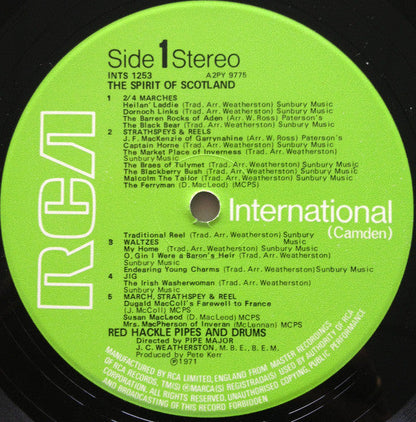 Side 1 Stereo
INTS 1253 A2PY 9775
THE SPIRIT OF SCOTLAND
1 2/4 MARCHES
Heilan' Laddie (Trad. Arr. Weatherston) Sunbury Music
Dornoch Links (Trad. Arr. Weatherston) Sunbury Music
The Barren Rocks of Aden (Arr. W. Ross) Paterson's
The Black Bear (Trad. Arr. Weatherston) Sunbury Music
2 STRATHSPEYS & REELS
J. F. MacKenzie of Garrynahine (Arr. W. Ross) Paterson's
Captain Horne (Trad. Arr. Weatherston) Sunbury Music
The Market Place of Inverness (Trad. Arr. Weatherston)
Sunbury Music
The Braes of Tulymet (Trad. Arr. Weatherston) Sunbury Music
The Blackberry Bush (Trad. Arr. Weatherston) Sunbury Music
Malcolm The Tailor (Trad. Arr. Weatherston) Sunbury Music
The Ferryman (D. MacLeod) (MCPS)
RCA
International
(Camden)
Traditional Reel (Trad. Arr. Weatherston) Sunbury
Music
3 WALTZES
My Home (Trad. Arr. Weatherston) Sunbury Music
O, Gin I Were a Baron's Heir (Trad. Arr. Weatherston)
Sunbury Music
Endearing Young Charms (Trad. Arr. Weatherston) Sunbury Music
4 JIG
The Irish Washerwoman (Trad. Arr. Weatherston)
Sunbury Music
5 MARCH, STRATHSPEY & REEL
Dugald MacColl's Farewell to France
(J. McColl) MCPS
Susan MacLeod (D. MacLeod) MCPS
Mrs. MacPherson of Inveran (McLunnan) MCPS
RED HACKLE PIPES AND DRUMS
Directed by PIPE MAJOR
J. C. WEATHERSTON, M. B. E., B. E. M.
Produced by Pete Kerr
℗1971
MANUFACTURED BY RCA LIMITED, ENGLAND FROM MASTER RECORDINGS
OF RCA RECORDS, TM(S) ®MARCA(S) REGISTRADA(S) USED BY AUTHORITY OF RCA
CORPORATION. ALL RIGHTS RESERVED. UNAUTHORISED COPYING, PUBLIC PERFORMANCE
AND BROADCASTING OF THIS RECORD FORBIDDEN